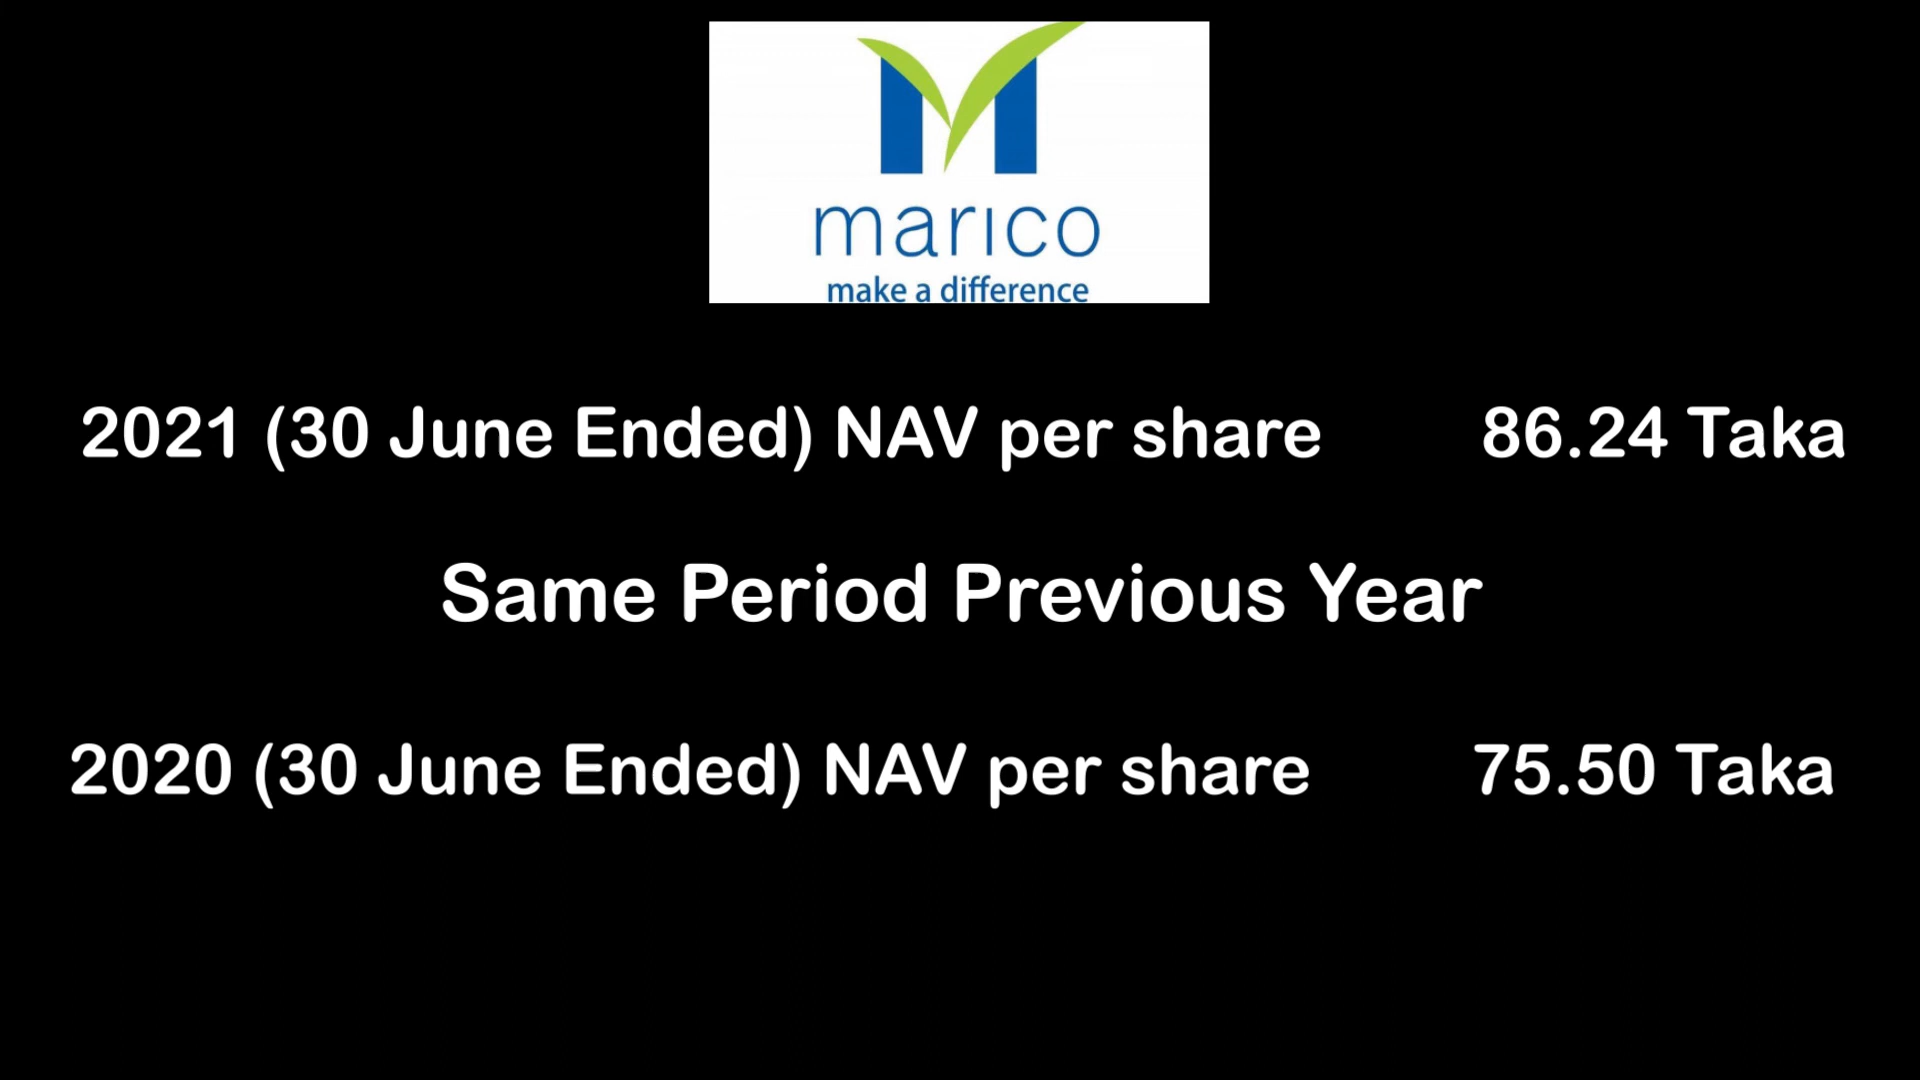 marico
make a difference
2021 (30 June Ended) NAV per share 86.24 Taka
Same Period Previous Year
2020 (30 June Ended) NAV per share 75.50 Taka